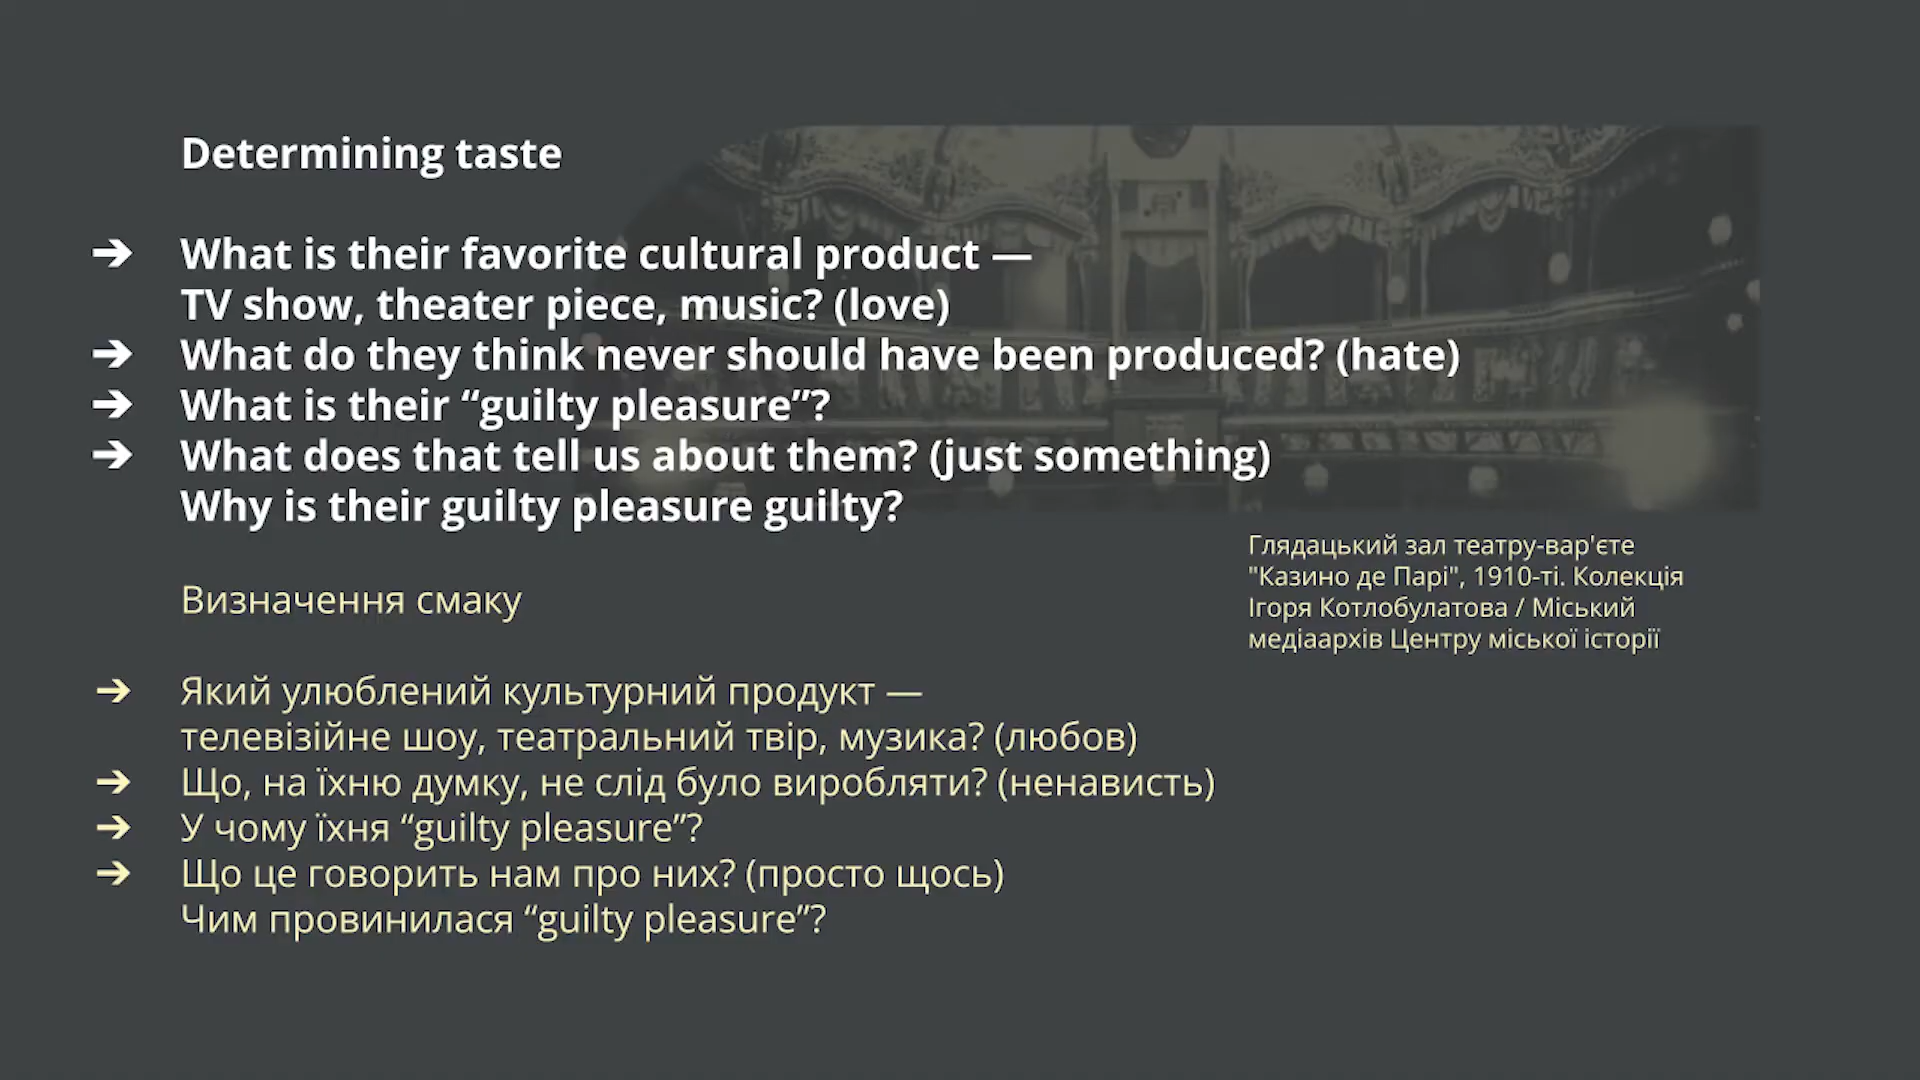 Determining taste
➔ What is their favorite cultural product —
TV show, theater piece, music? (love)
➔ What do they think never should have been produced? (hate)
➔ What is their “guilty pleasure”?
➔ What does that tell us about them? (just something)
Why is their guilty pleasure guilty?
Глядацький зал театру-вар'єте
"Казино де Парі", 1910-ті. Колекція
Ігоря Котлобулатова / Міський
медіаархів Центру міської історії
Визначення смаку
➔ Який улюблений культурний продукт —
телевізійне шоу, театральний твір, музика? (любов)
➔ Що, на їхню думку, не слід було виробляти? (ненависть)
➔ У чому їхня “guilty pleasure”?
➔ Що це говорить нам про них? (просто щось)
Чим провинилася “guilty pleasure”?